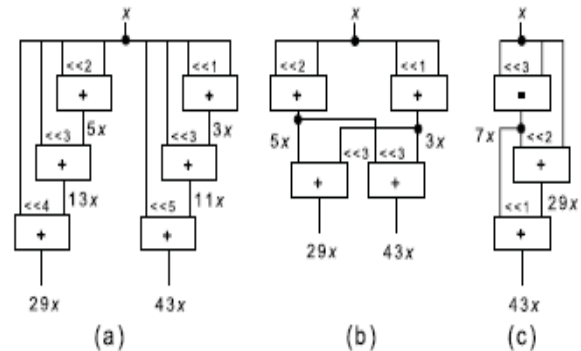 x x x
<<2 <<1 <<2 <<1 <<3
+ + + + ▪
5x 3x 7x
<<3 <<3 5x <<3 <<3 3x <<2
+ + + + +
13x 11x 29x
<<4 <<5 <<1
+ + 29x 43x +
29x 43x 43x
(a) (b) (c)